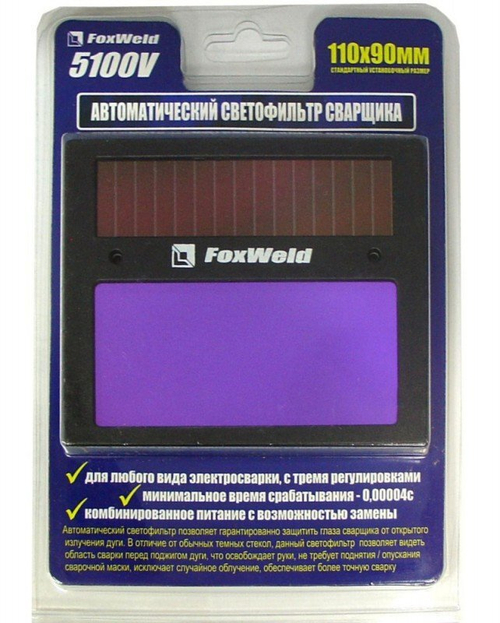 FoxWeld
5100V
110x90мм
СТАНДАРТНЫЙ УСТАНОВОЧНЫЙ РАЗМЕР
АВТОМАТИЧЕСКИЙ СВЕТОФИЛЬТР СВАРЩИКА
FoxWeld
для любого вида электросварки, с тремя регулировками
минимальное время срабатывания - 0,00004с
комбинированное питание с возможностью замены
Автоматический светофильтр позволяет гарантированно защитить глаза сварщика от открытого
излучения дуги. В отличие от обычных темных стекол, данный светофильтр позволяет видеть
область сварки перед поджигом дуги, что освобождает руки, не требует поднятия / опускания
сварочной маски, исключает случайное облучение, обеспечивает более точную сварку